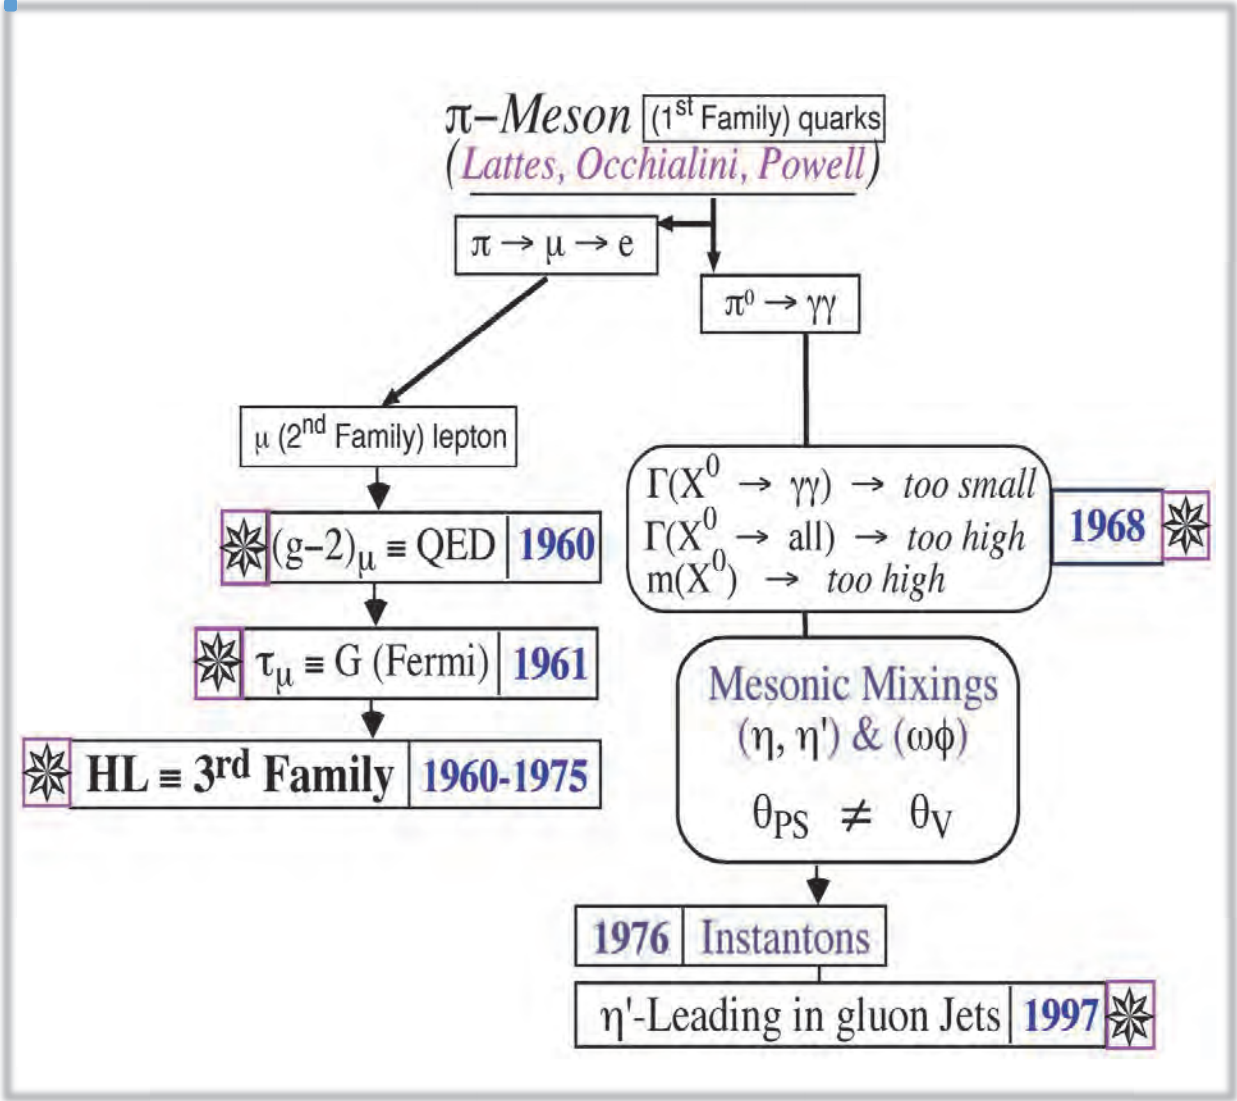 π–Meson (1st Family) quarks
(Lattes, Occhialini, Powell)
π → μ → e
π⁰ → γγ
μ (2nd Family) lepton
Γ(X⁰ → γγ) → too small
Γ(X⁰ → all) → too high
m(X⁰) → too high
1968
(g–2)μ ≡ QED 1960
τμ ≡ G (Fermi) 1961
HL ≡ 3rd Family 1960-1975
Mesonic Mixings
(η, η') & (ωϕ)
θPS ≠ θV
1976 Instantons
η'-Leading in gluon Jets 1997